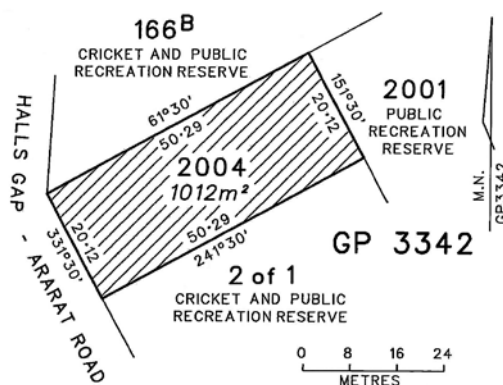 166B
CRICKET AND PUBLIC
RECREATION RESERVE
61°30'
50·29
151°30'
20·12
2001
PUBLIC
RECREATION
RESERVE
HALLS GAP - ARARAT ROAD
2004
1012m²
20·12
331°30'
50·29
241°30'
M.N.
GP3342
GP 3342
2 of 1
CRICKET AND PUBLIC
RECREATION RESERVE
0 8 16 24
METRES